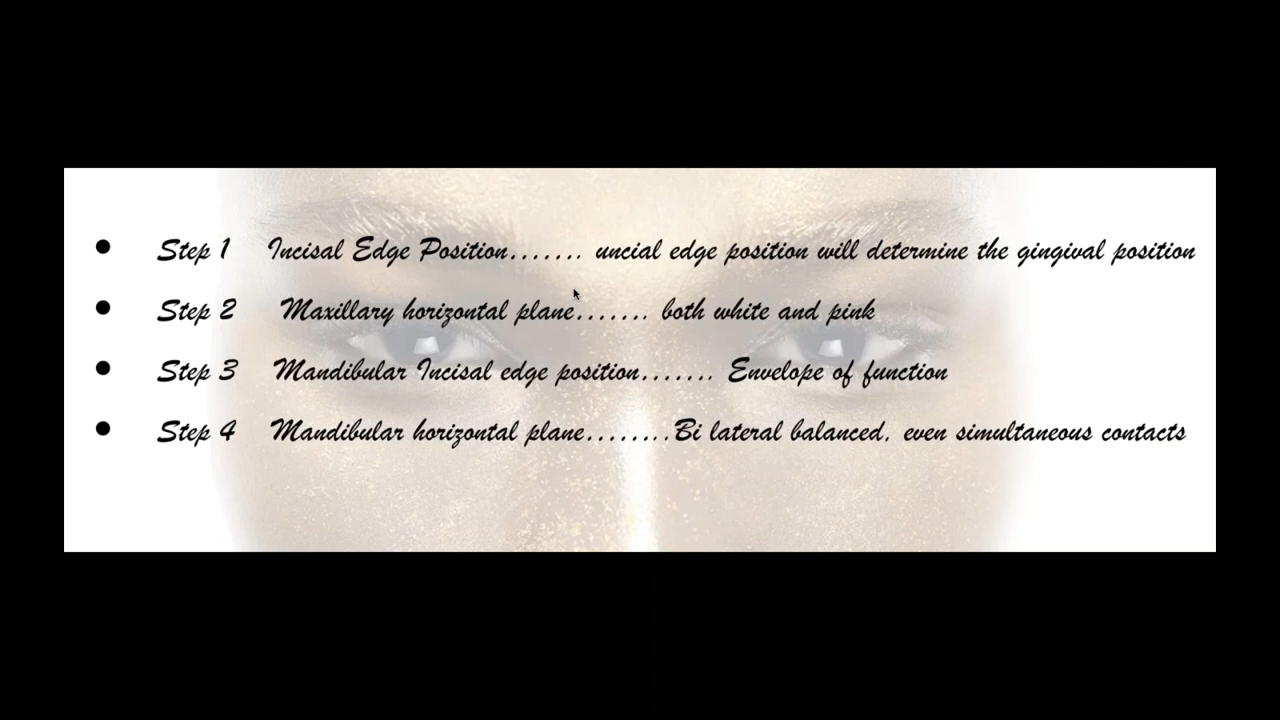 • Step 1 Incisal Edge Position....... uncial edge position will determine the gingival position
• Step 2 Maxillary horizontal plane....... both white and pink
• Step 3 Mandibular Incisal edge position....... Envelope of function
• Step 4 Mandibular horizontal plane........Bi lateral balanced, even simultaneous contacts